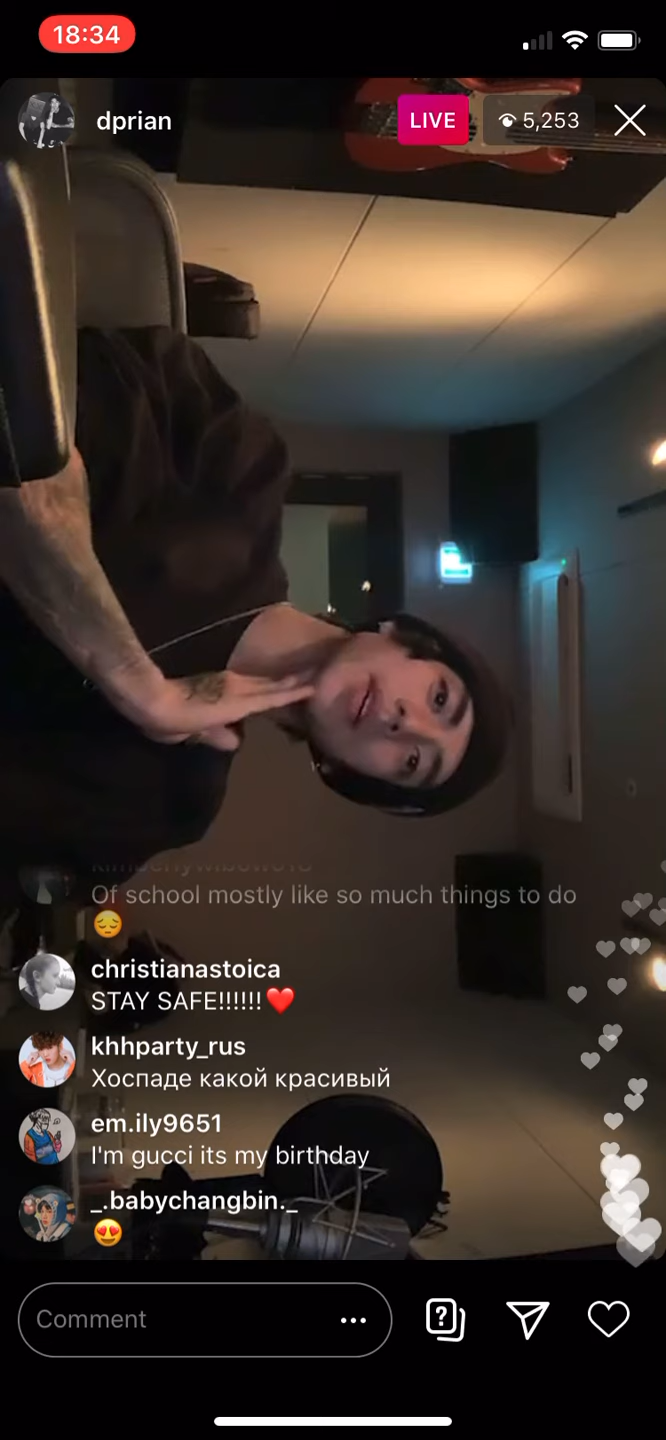 18:34
dprian
LIVE
5,253
Of school mostly like so much things to do
😔
christianastoica
STAY SAFE!!!!!!❤️
khhparty_rus
Хоспаде какой красивый
em.ily9651
I'm gucci its my birthday
_.babychangbin._
😍
Comment